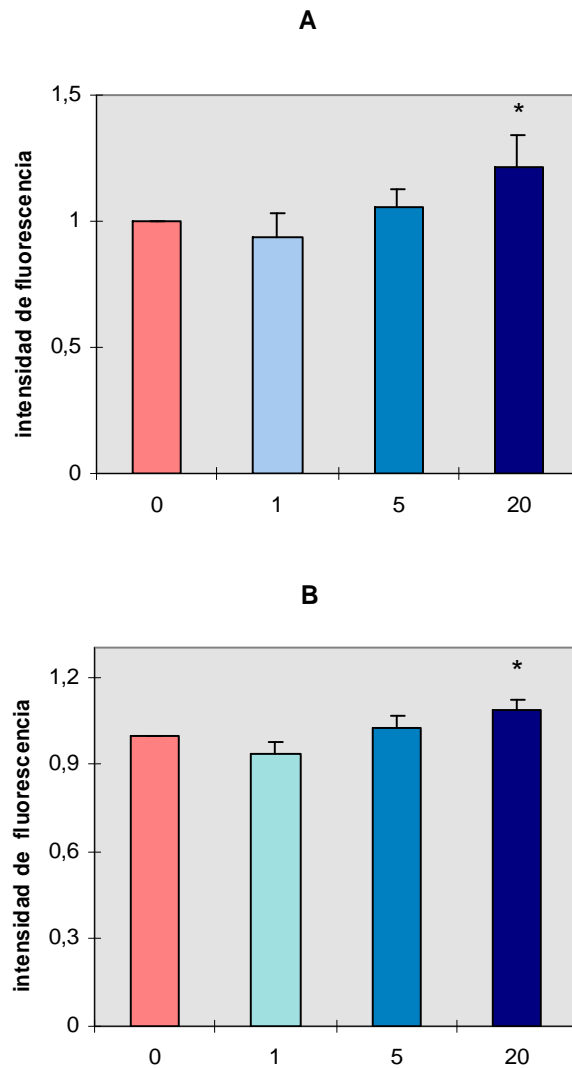 A
intensidad de fluorescencia
1,5
1
0,5
0
*
0 1 5 20
B
intensidad de fluorescencia
1,2
0,9
0,6
0,3
0
*
0 1 5 20